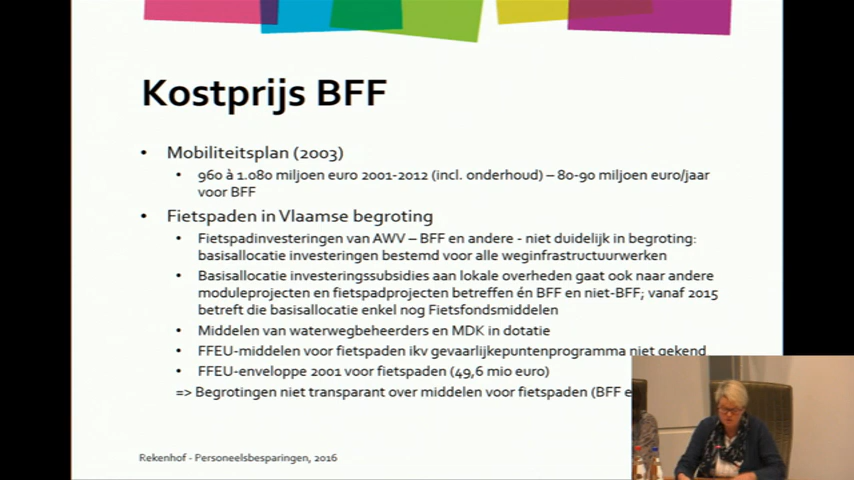 Kostprijs BFF
• Mobiliteitsplan (2003)
• 960 à 1.080 miljoen euro 2001-2012 (incl. onderhoud) – 80-90 miljoen euro/jaar
voor BFF
• Fietspaden in Vlaamse begroting
• Fietspadinvesteringen van AWV – BFF en andere - niet duidelijk in begroting:
basisallocatie investeringen bestemd voor alle weginfrastructuurwerken
• Basisallocatie investeringssubsidies aan lokale overheden gaat ook naar andere
moduleprojecten en fietspadprojecten betreffen én BFF en niet-BFF; vanaf 2015
betreft die basisallocatie enkel nog Fietsfondsmiddelen
• Middelen van waterwegbeheerders en MDK in dotatie
• FFEU-middelen voor fietspaden ikv gevaarlijkepuntenprogramma niet gekend
• FFEU-enveloppe 2001 voor fietspaden (49,6 mio euro)
=> Begrotingen niet transparant over middelen voor fietspaden (BFF
Rekenhof - Personeelsbesparingen, 2016